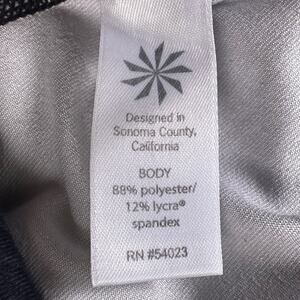 Designed in
Sonoma County,
California
BODY
88% polyester/
12% lycra®
spandex
RN #54023